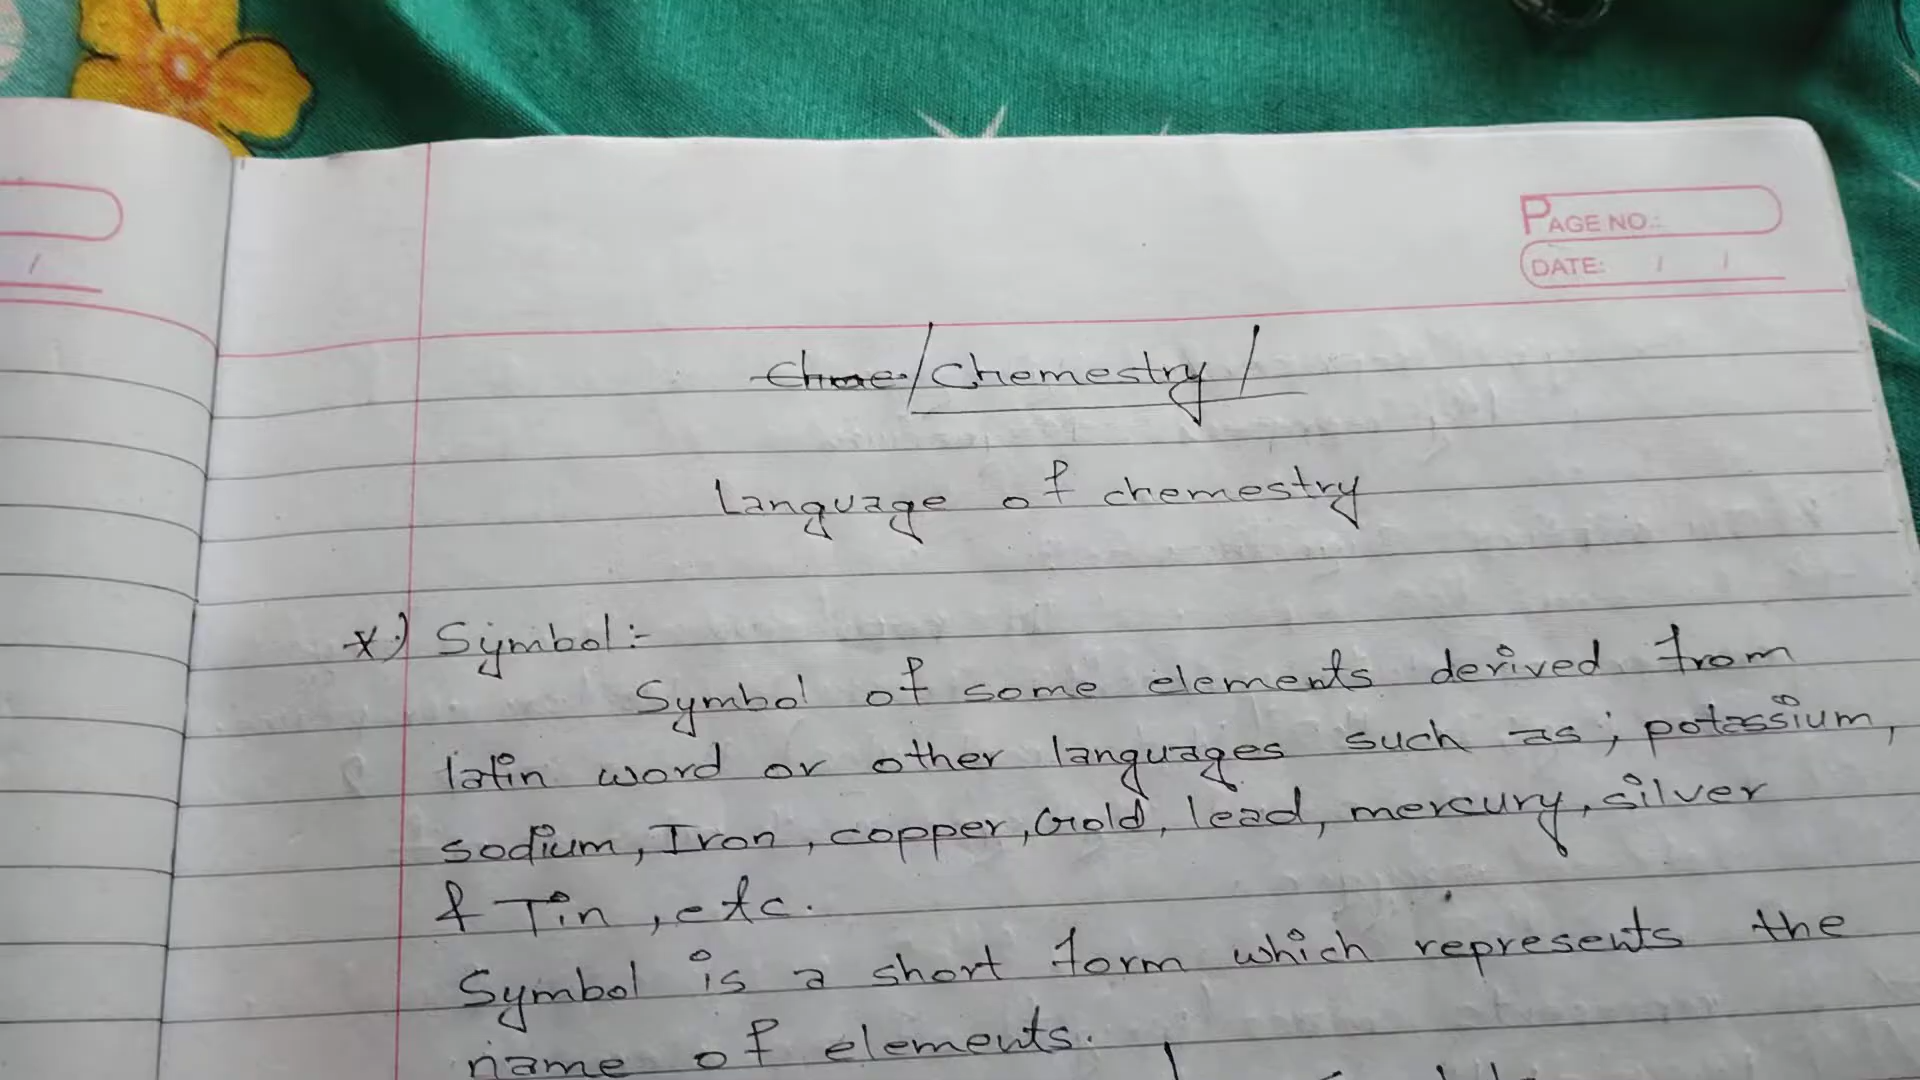 PAGE NO.:
DATE: / /
/Chemestry/
Language of chemestry
*) Symbol:-
Symbol of some elements derived from
latin word or other languages such as; potassium,
sodium, Iron, copper, Gold, lead, mercury, silver
& Tin, etc.
Symbol is a short form which represents the
name of elements.